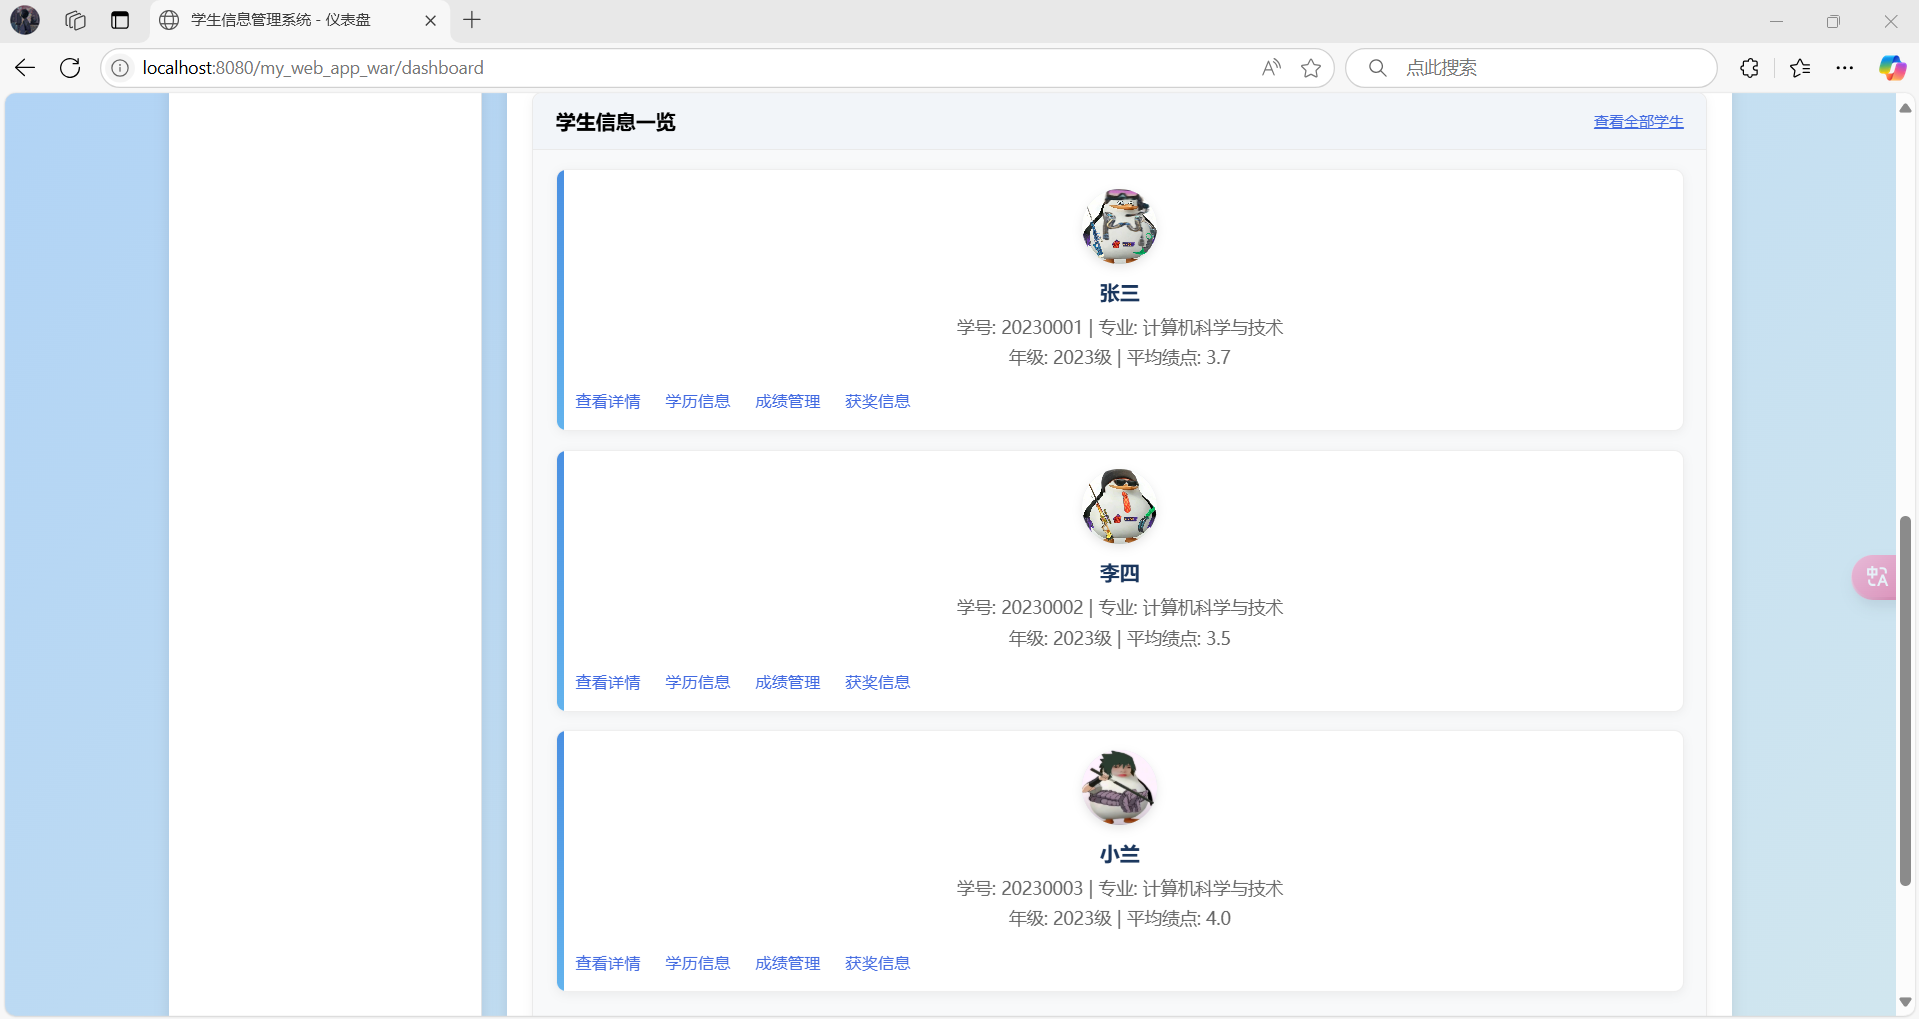 学生信息管理系统 - 仪表盘
localhost:8080/my_web_app_war/dashboard
点此搜索
学生信息一览
查看全部学生
张三
学号: 20230001 | 专业: 计算机科学与技术
年级: 2023级 | 平均绩点: 3.7
查看详情 学历信息 成绩管理 获奖信息
李四
学号: 20230002 | 专业: 计算机科学与技术
年级: 2023级 | 平均绩点: 3.5
查看详情 学历信息 成绩管理 获奖信息
中A
小兰
学号: 20230003 | 专业: 计算机科学与技术
年级: 2023级 | 平均绩点: 4.0
查看详情 学历信息 成绩管理 获奖信息